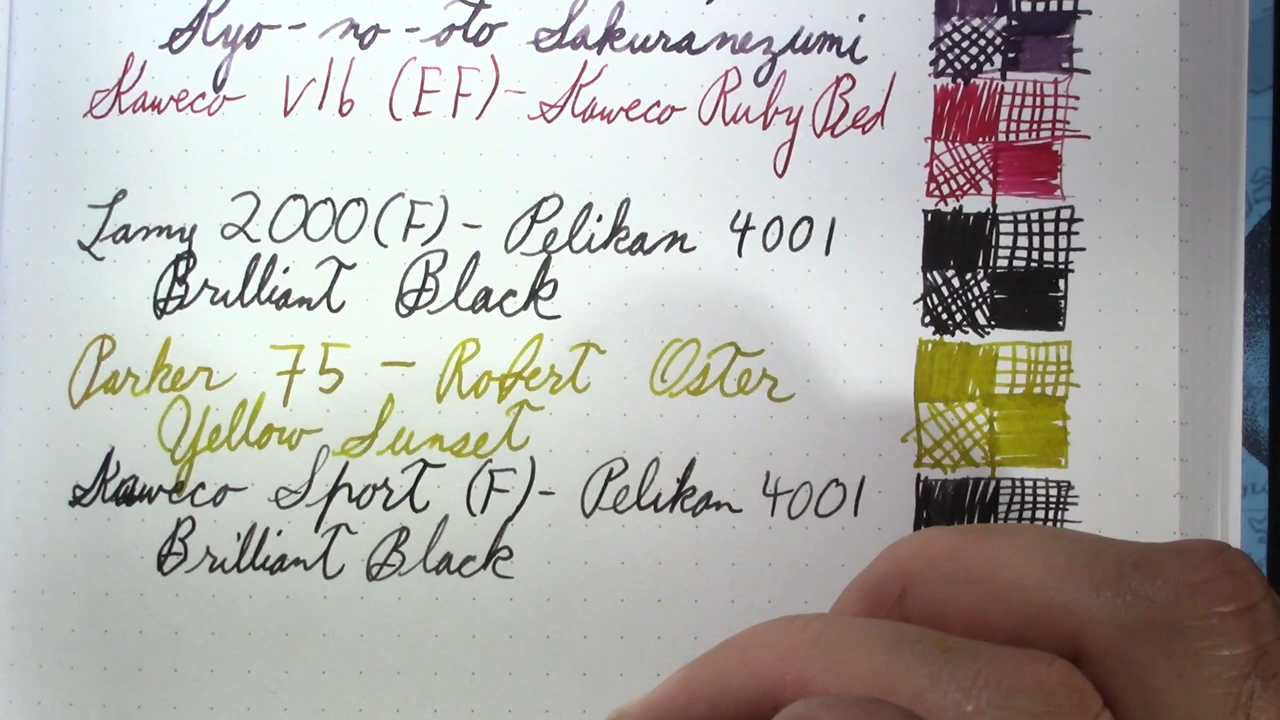 Kyo-no-oto Sakuranezumi
Kaweco V16 (EF) - Kaweco Ruby Red
Lamy 2000 (F) - Pelikan 4001
Brilliant Black
Parker 75 - Robert Oster
Yellow Sunset
Kaweco Sport (F) - Pelikan 4001
Brilliant Black